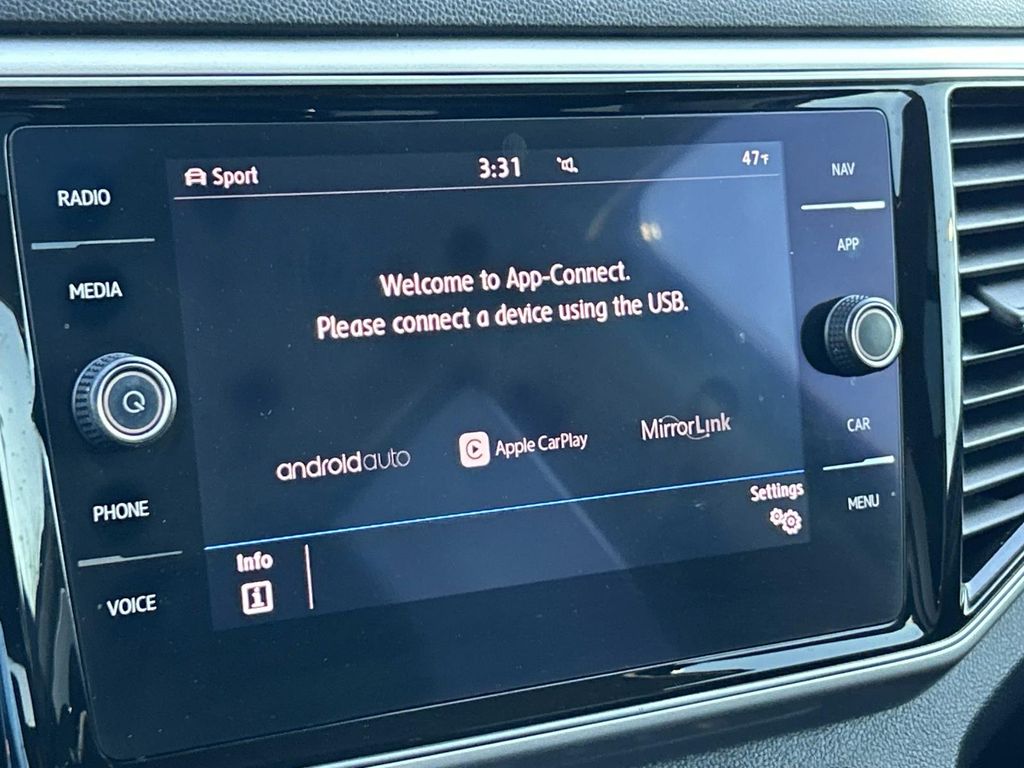 Sport 3:31 47°F
RADIO
MEDIA
PHONE
VOICE
Welcome to App-Connect.
Please connect a device using the USB.
androidauto Apple CarPlay MirrorLink
Info
Settings
NAV
APP
CAR
MENU